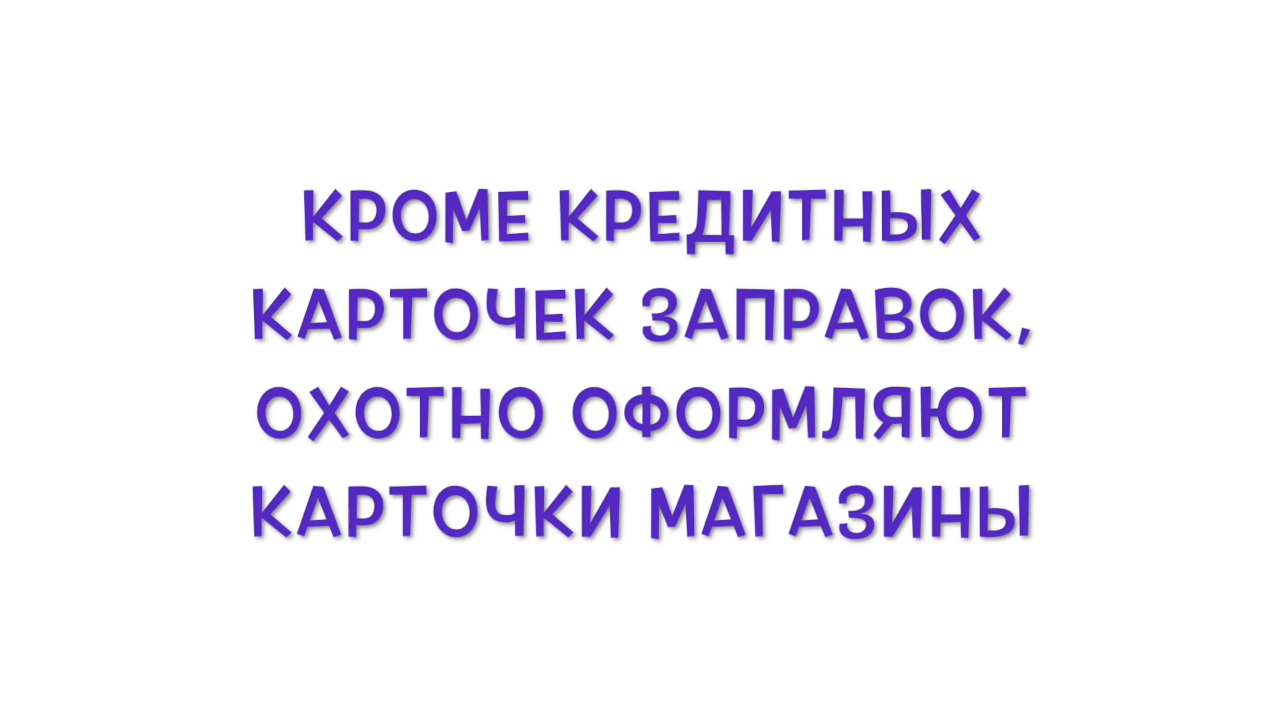 КРОМЕ КРЕДИТНЫХ
КАРТОЧЕК ЗАПРАВОК,
ОХОТНО ОФОРМЛЯЮТ
КАРТОЧКИ МАГАЗИНЫ